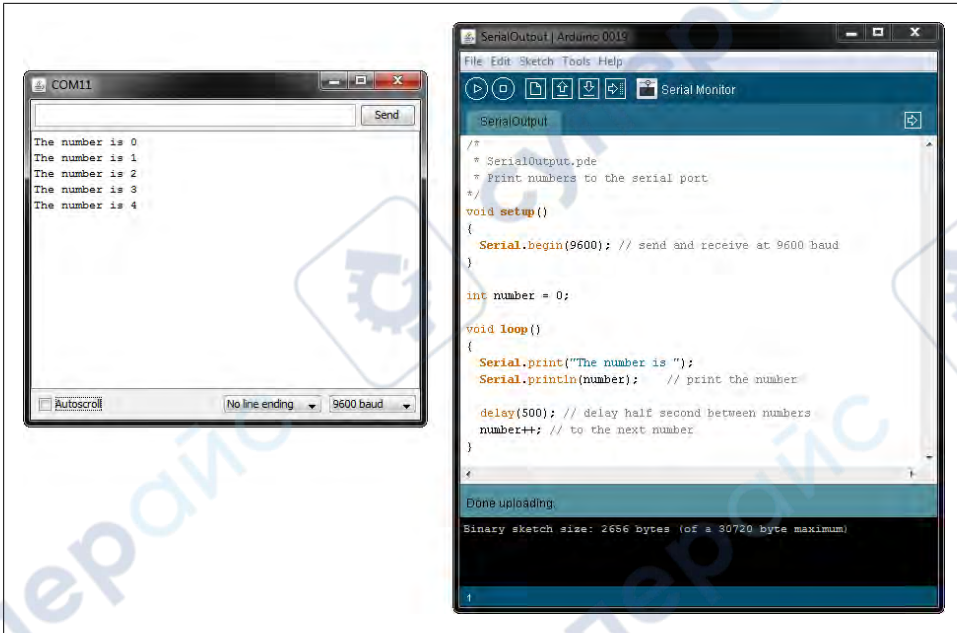 COM11
Send
The number is 0
The number is 1
The number is 2
The number is 3
The number is 4
Autoscroll
No line ending
9600 baud
SerialOutput | Arduino 0019
File Edit Sketch Tools Help
Serial Monitor
SerialOutput
/*
* SerialOutput.pde
* Print numbers to the serial port
*/
void setup()
{
Serial.begin(9600); // send and receive at 9600 baud
}
int number = 0;
void loop()
{
Serial.print("The number is ");
Serial.println(number); // print the number
delay(500); // delay half second between numbers
number++; // to the next number
}
Done uploading.
Binary sketch size: 2656 bytes (of a 30720 byte maximum)
1